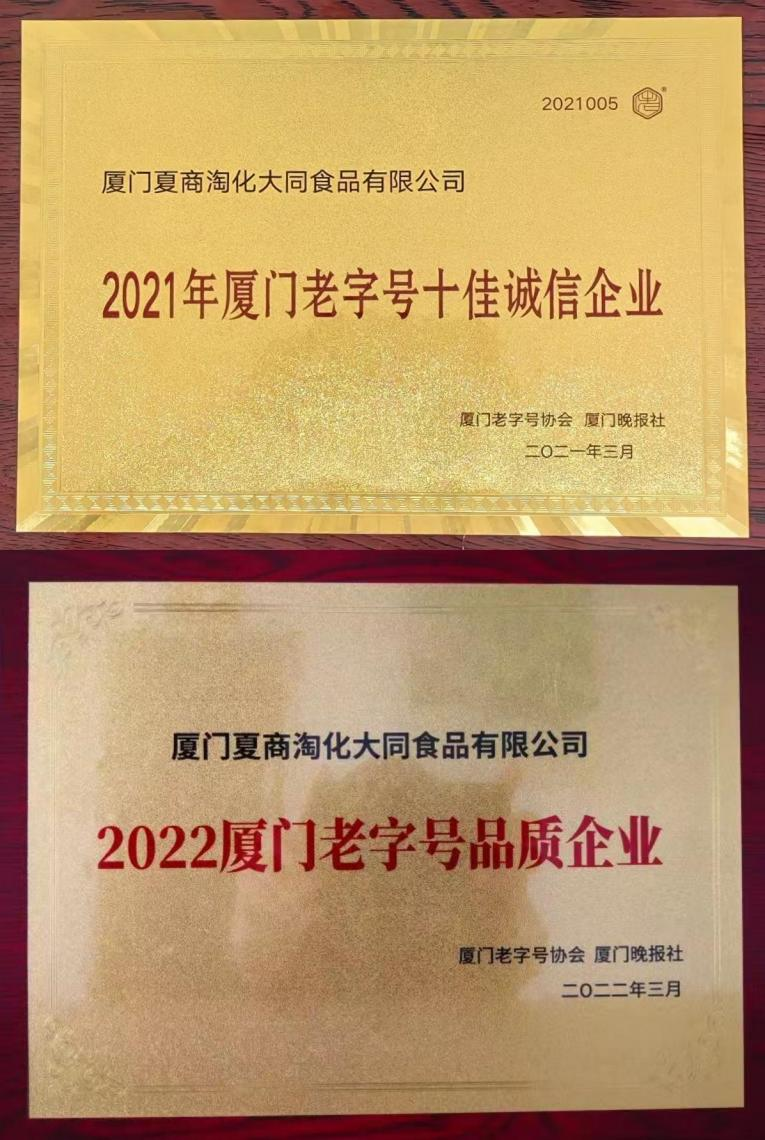 2021005
厦门夏商淘化大同食品有限公司
2021年厦门老字号十佳诚信企业
厦门老字号协会 厦门晚报社
二〇二一年三月
厦门夏商淘化大同食品有限公司
2022厦门老字号品质企业
厦门老字号协会 厦门晚报社
二〇二二年三月